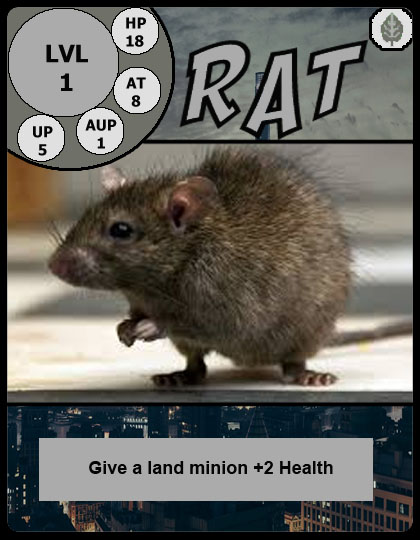 LVL
1
HP
18
AT
8
AUP
1
UP
5
RAT
Give a land minion +2 Health